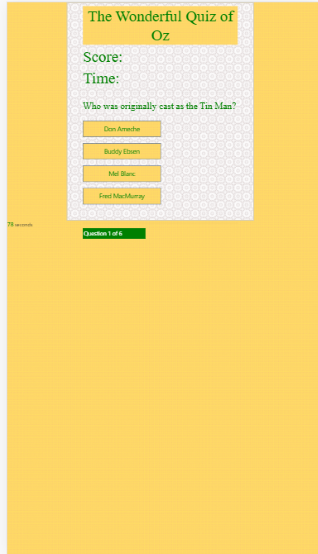 The Wonderful Quiz of
Oz
Score:
Time:
Who was originally cast as the Tin Man?
Don Ameche
Buddy Ebsen
Mel Blanc
Fred MacMurray
76 seconds
Question 1 of 6